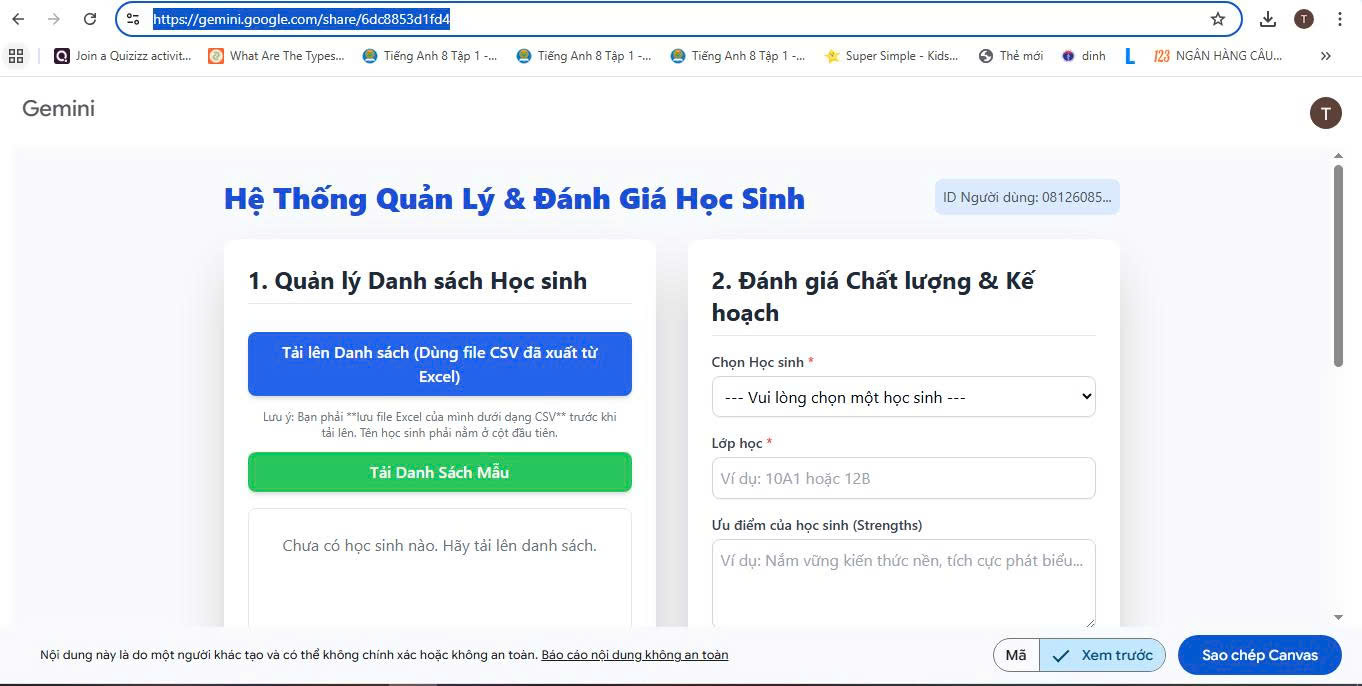 https://gemini.google.com/share/6dc8853d1fd4
T
Join a Quizizz activit...
What Are The Types...
Tiếng Anh 8 Tập 1 -...
Tiếng Anh 8 Tập 1 -...
Tiếng Anh 8 Tập 1 -...
Super Simple - Kids...
Thẻ mới
dinh
L
123 NGÂN HÀNG CÂU...
»
Gemini
T
Hệ Thống Quản Lý & Đánh Giá Học Sinh
ID Người dùng: 08126085...
1. Quản lý Danh sách Học sinh
Tải lên Danh sách (Dùng file CSV đã xuất từ
Excel)
Lưu ý: Bạn phải **lưu file Excel của mình dưới dạng CSV** trước khi
tải lên. Tên học sinh phải nằm ở cột đầu tiên.
Tải Danh Sách Mẫu
Chưa có học sinh nào. Hãy tải lên danh sách.
2. Đánh giá Chất lượng & Kế
hoạch
Chọn Học sinh *
--- Vui lòng chọn một học sinh ---
Lớp học *
Ví dụ: 10A1 hoặc 12B
Ưu điểm của học sinh (Strengths)
Ví dụ: Nắm vững kiến thức nền, tích cực phát biểu...
Nội dung này là do một người khác tạo và có thể không chính xác hoặc không an toàn. Báo cáo nội dung không an toàn
Mã
Xem trước
Sao chép Canvas